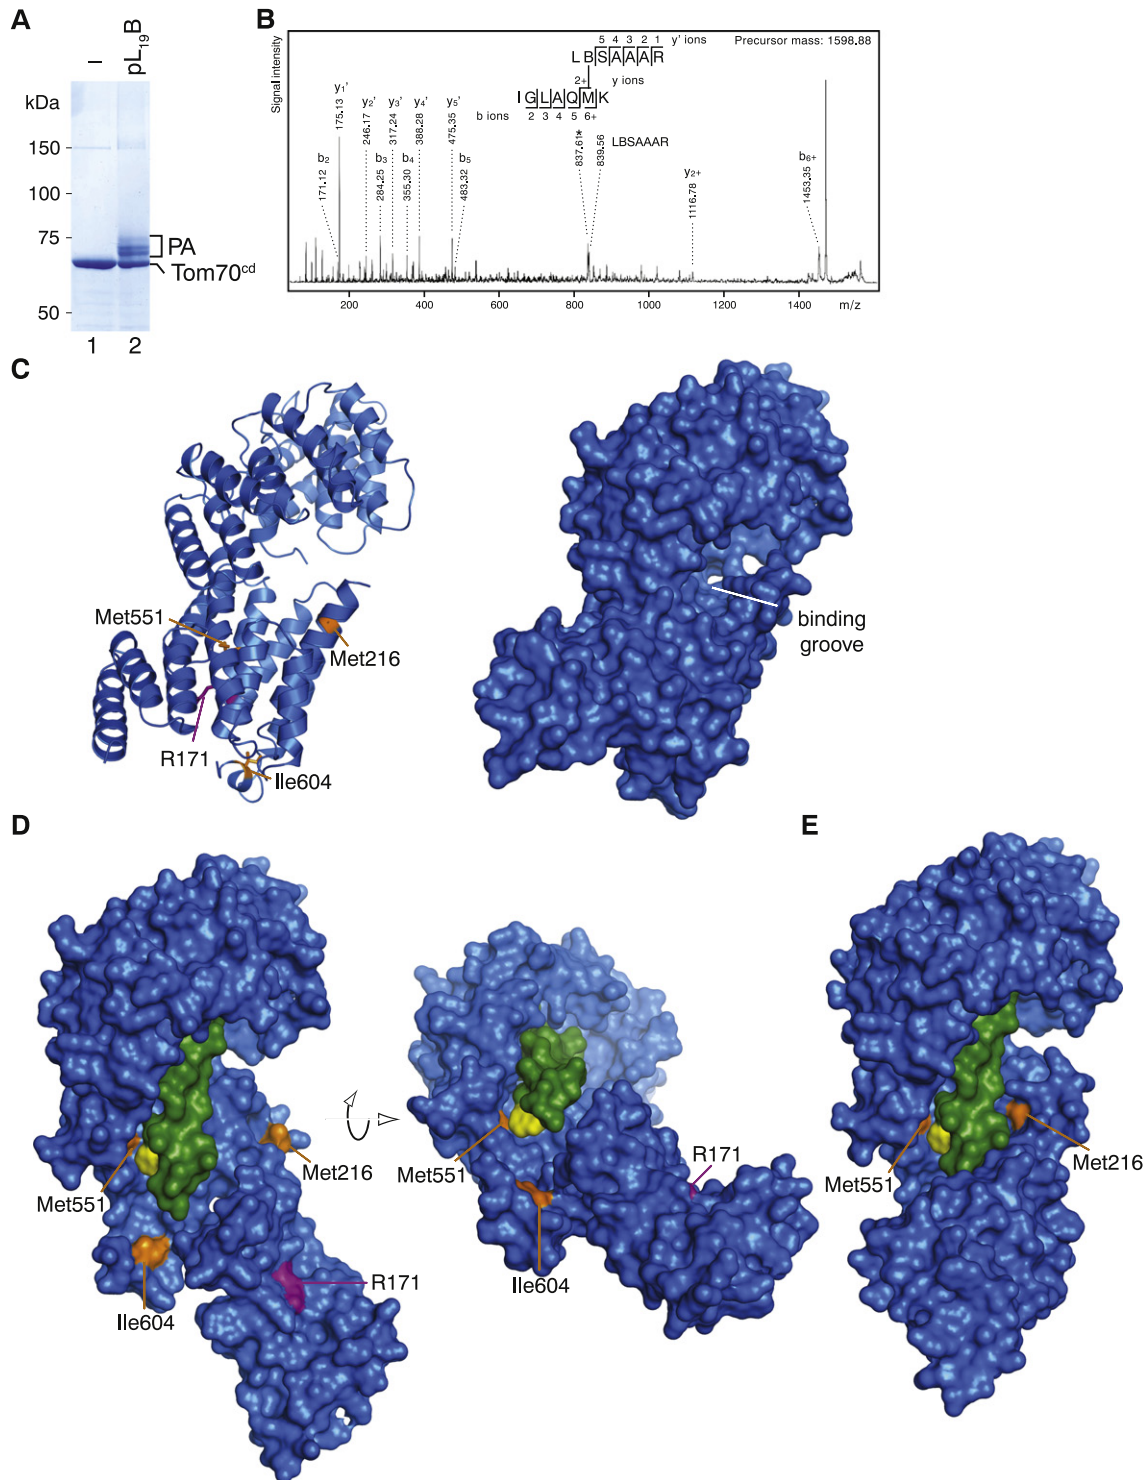 A
–
pL19B
kDa
150
100
75
50
PA
Tom70cd
1
2
B
Signal intensity
5 4 3 2 1 y' ions
Precursor mass: 1598.88
LBSAAAR
2+ y ions
IGLAQMK
b ions 2 3 4 5 6+
y1'
175.13
y2'
246.17
y3'
317.24
y4'
388.28
y5'
475.35
b2
171.12
b3
284.25
b4
355.30
b5
483.32
837.61*
839.56
LBSAAAR
y2+
1116.78
b6+
1453.35
200
400
600
800
1000
1200
1400
m/z
C
Met551
Met216
R171
Ile604
binding
groove
D
Met551
Met216
Ile604
R171
Met551
R171
Ile604
E
Met551
Met216